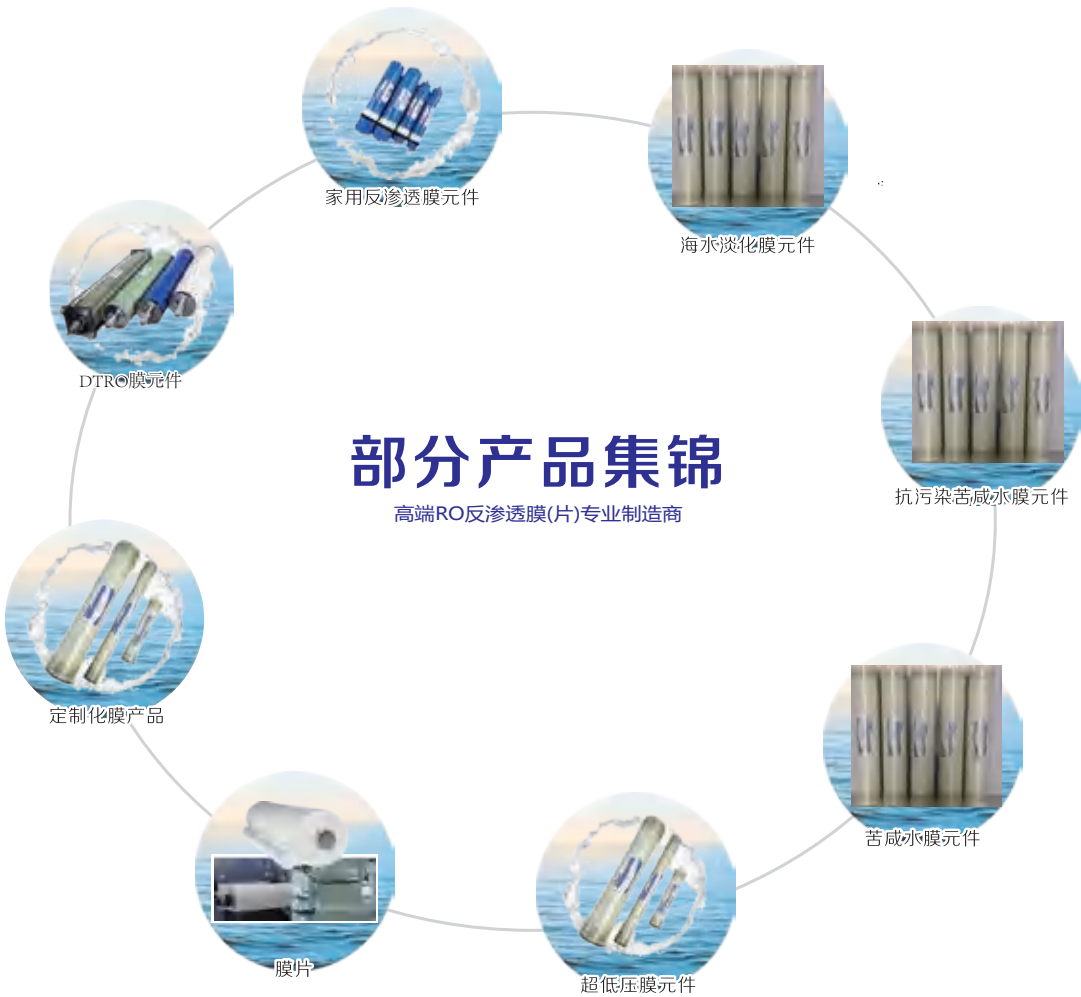 家用反渗透膜元件
海水淡化膜元件
DTRO膜元件
部分产品集锦
高端RO反渗透膜(片)专业制造商
抗污染苦咸水膜元件
定制化膜产品
苦咸水膜元件
膜片
超低压膜元件